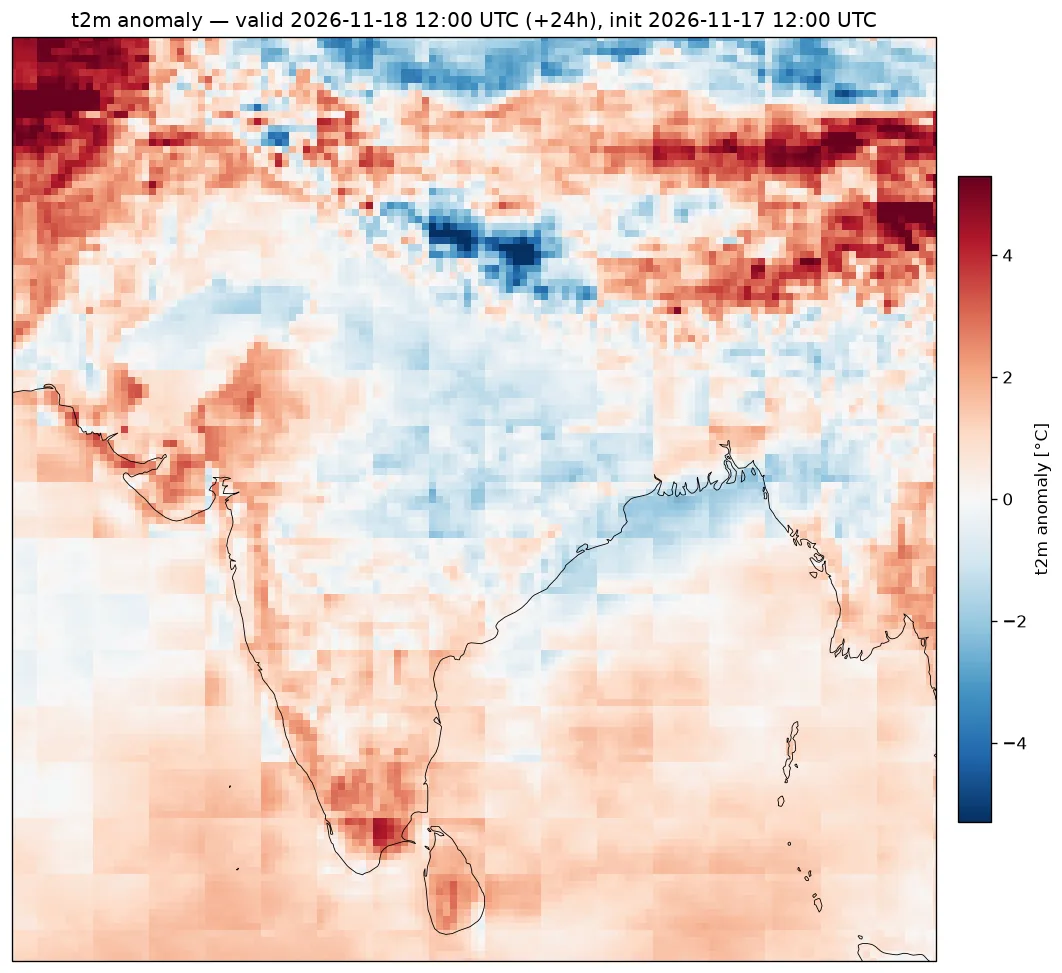 t2m anomaly — valid 2026-11-18 12:00 UTC (+24h), init 2026-11-17 12:00 UTC
4
2
0
−2
−4
t2m anomaly [°C]